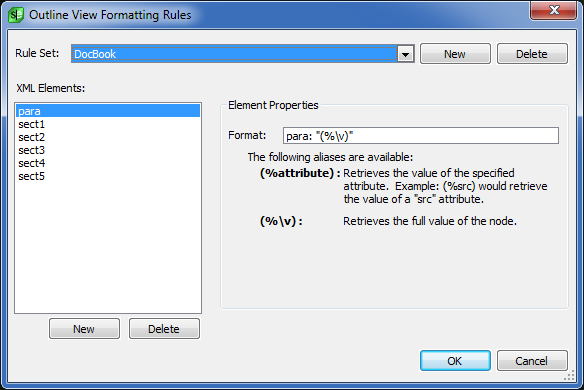 Outline View Formatting Rules
Rule Set: DocBook New Delete
XML Elements:
para
sect1
sect2
sect3
sect4
sect5
New Delete
Element Properties
Format: para: "(%\v)"
The following aliases are available:
(%attribute) : Retrieves the value of the specified
attribute. Example: (%src) would retrieve
the value of a "src" attribute.
(%\v) : Retrieves the full value of the node.
OK Cancel